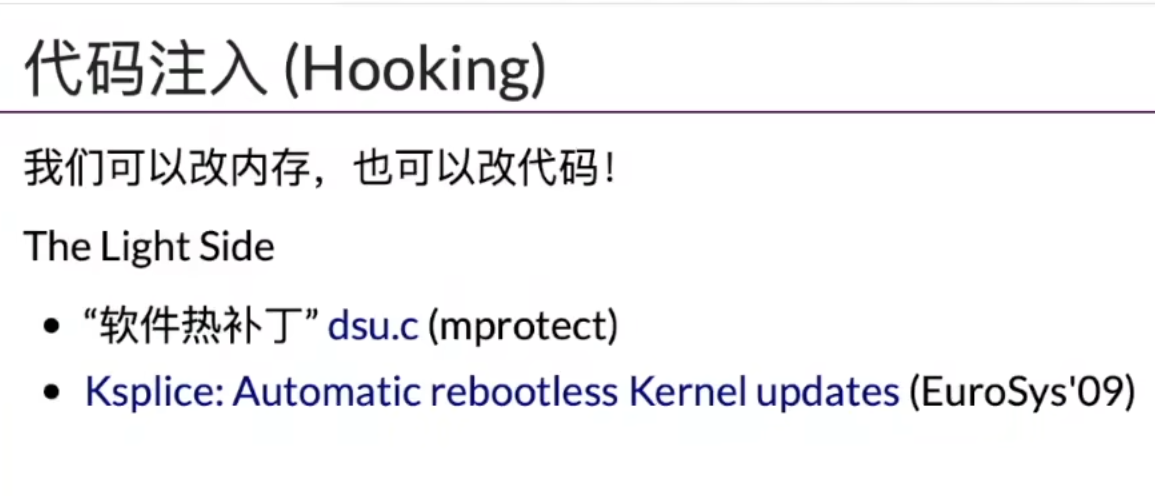 代码注入 (Hooking)
我们可以改内存，也可以改代码！
The Light Side
“软件热补丁” dsu.c (mprotect)
Ksplice: Automatic rebootless Kernel updates (EuroSys'09)